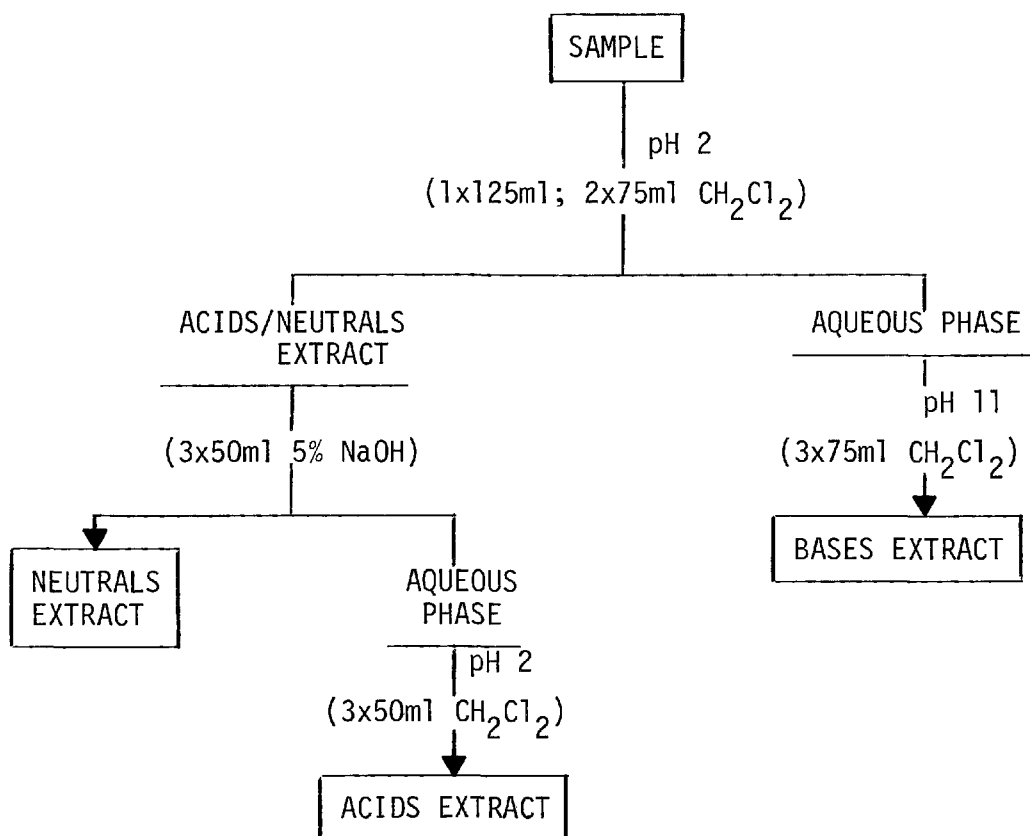 SAMPLE
pH 2
(1x125ml; 2x75ml CH₂Cl₂)
ACIDS/NEUTRALS
EXTRACT
(3x50ml 5% NaOH)
NEUTRALS
EXTRACT
AQUEOUS
PHASE
pH 2
(3x50ml CH₂Cl₂)
ACIDS EXTRACT
AQUEOUS PHASE
pH 11
(3x75ml CH₂Cl₂)
BASES EXTRACT